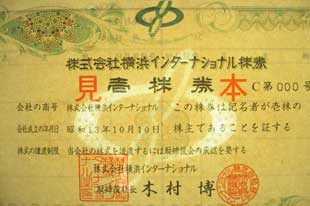 株式会社横浜インターナショナル株券
見本
壱株券 C第000号
会社の商号 株式会社横浜インターナショナル この株券は記名者が壱株の
会社成立の年月日 昭和13年10月10日 株主であることを証する
株式の譲渡制限 当会社の株式を譲渡するには取締役会の承認を要する
株式会社横浜インターナショナル
取締役社長 木村 博